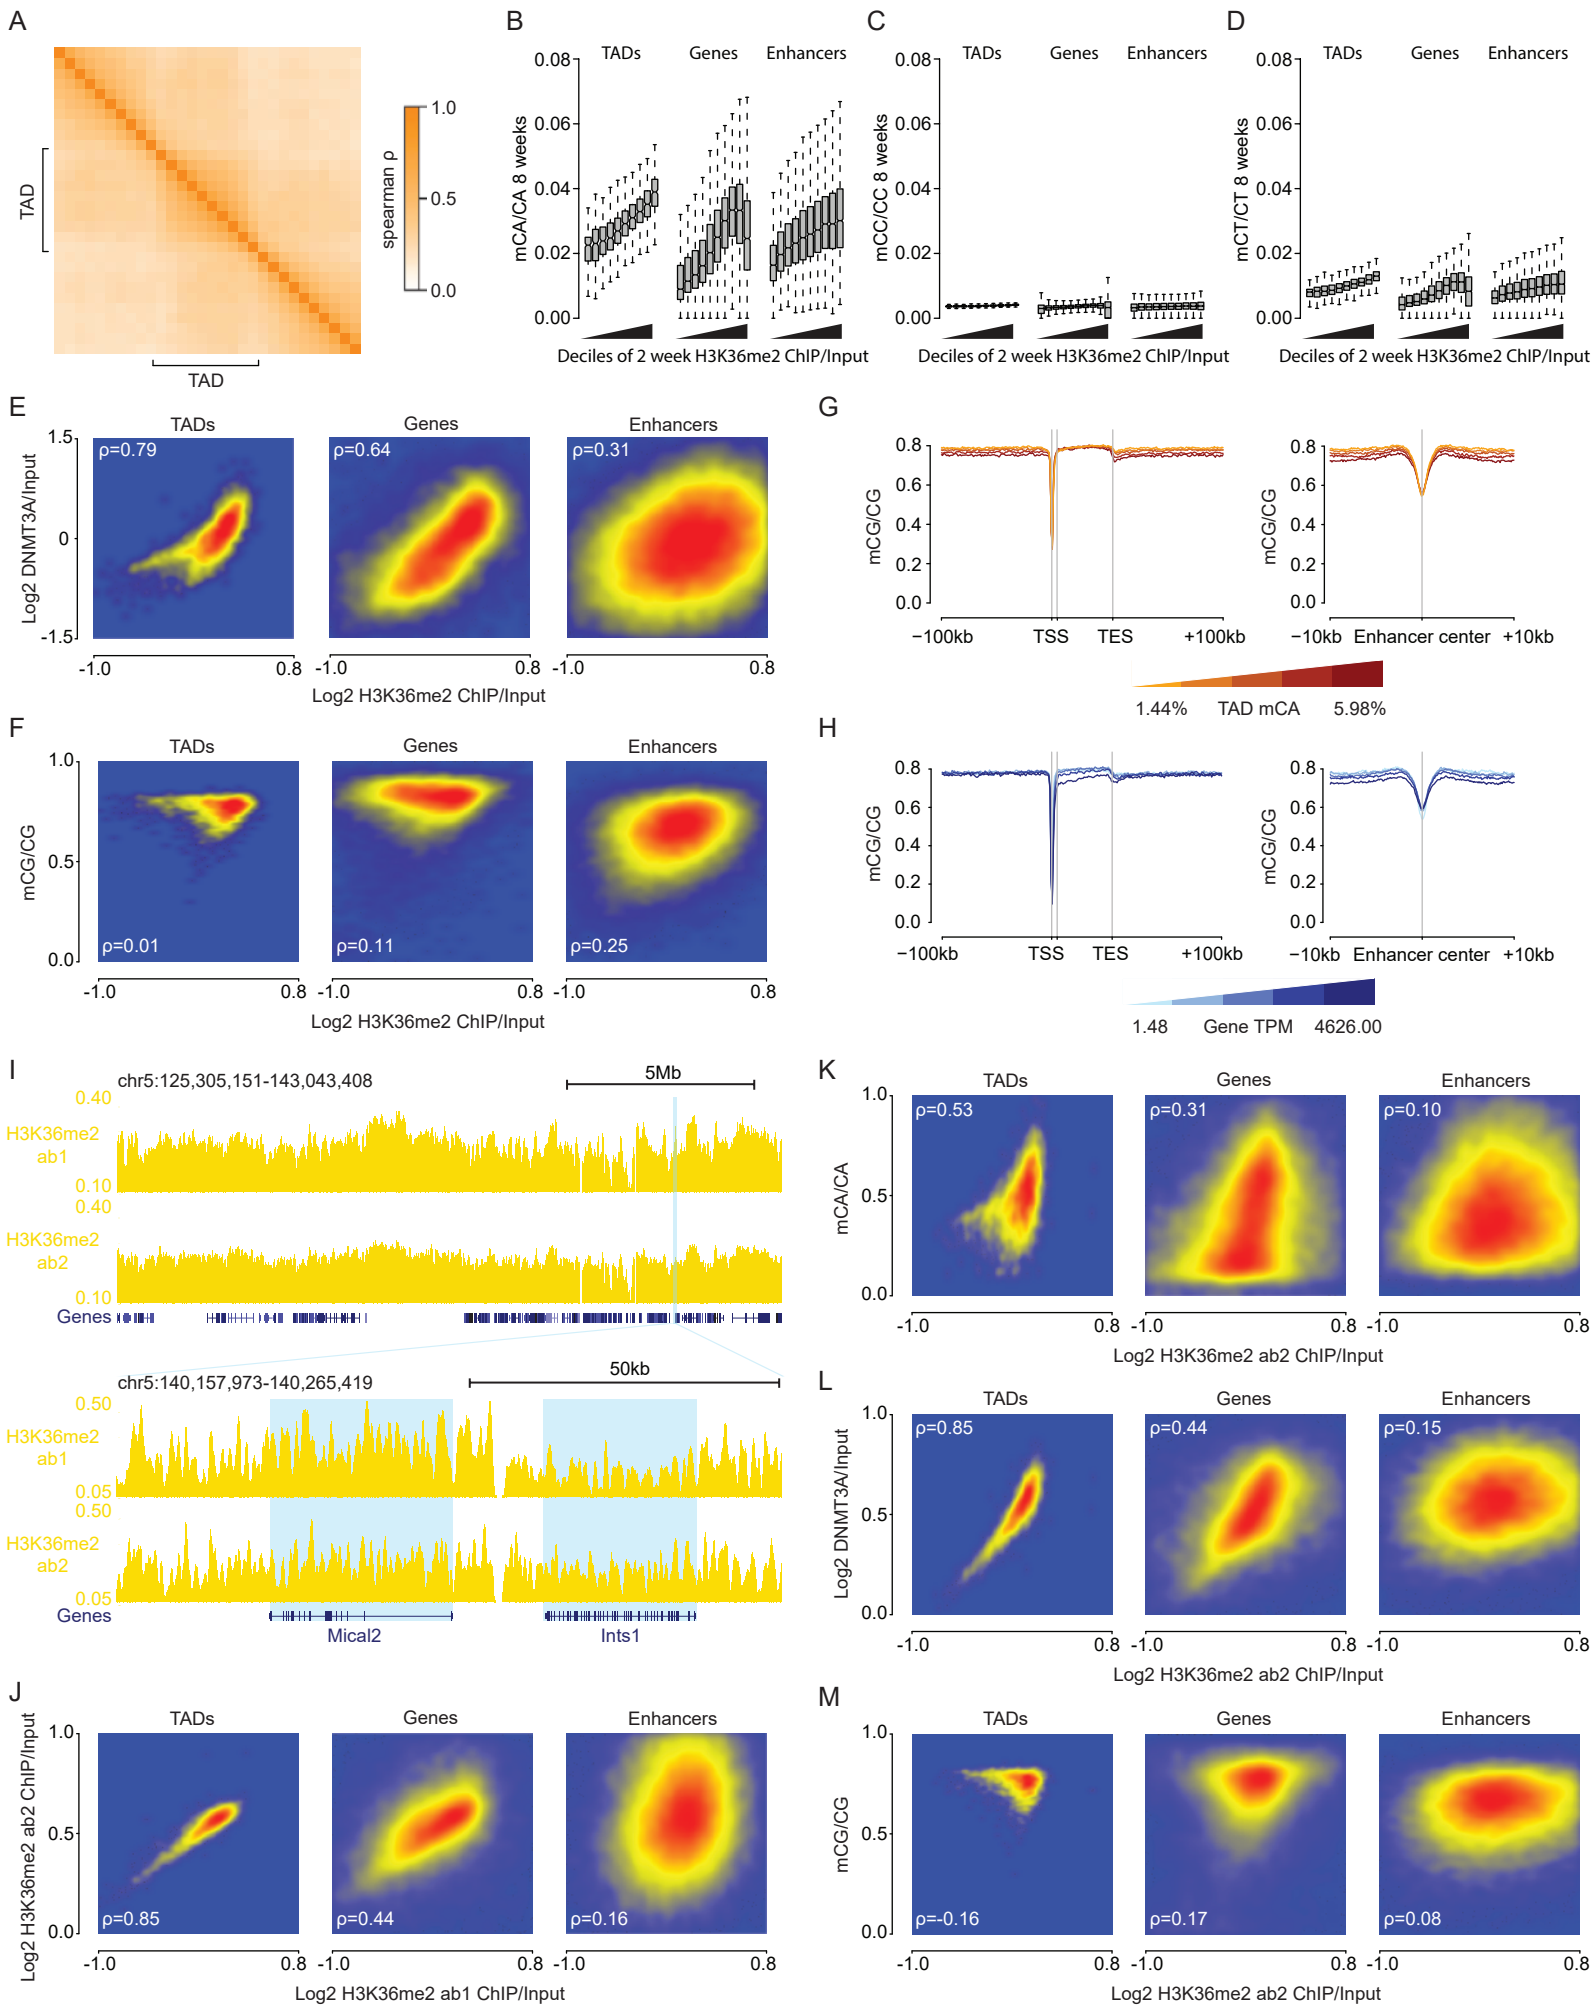 A
TAD
TAD
spearman ρ
1.0
0.5
0.0
B
TADs Genes Enhancers
mCA/CA 8 weeks
0.08
0.06
0.04
0.02
0.00
Deciles of 2 week H3K36me2 ChIP/Input
C
TADs Genes Enhancers
mCC/CC 8 weeks
0.08
0.06
0.04
0.02
0.00
Deciles of 2 week H3K36me2 ChIP/Input
D
TADs Genes Enhancers
mCT/CT 8 weeks
0.08
0.06
0.04
0.02
0.00
Deciles of 2 week H3K36me2 ChIP/Input
E
TADs Genes Enhancers
Log2 DNMT3A/Input
1.5
0
-1.5
ρ=0.79 ρ=0.64 ρ=0.31
-1.0 0.8 -1.0 0.8 -1.0 0.8
Log2 H3K36me2 ChIP/Input
F
TADs Genes Enhancers
mCG/CG
1.0
0.5
0.0
ρ=0.01 ρ=0.11 ρ=0.25
-1.0 0.8 -1.0 0.8 -1.0 0.8
Log2 H3K36me2 ChIP/Input
G
mCG/CG
0.8
0.6
0.4
0.2
0.0
−100kb TSS TES +100kb
mCG/CG
0.8
0.6
0.4
0.2
0.0
−10kb Enhancer center +10kb
1.44% TAD mCA 5.98%
H
mCG/CG
0.8
0.6
0.4
0.2
0.0
−100kb TSS TES +100kb
mCG/CG
0.8
0.6
0.4
0.2
0.0
−10kb Enhancer center +10kb
1.48 Gene TPM 4626.00
I
chr5:125,305,151-143,043,408
5Mb
0.40
H3K36me2
ab1
0.10
0.40
H3K36me2
ab2
0.10
Genes
chr5:140,157,973-140,265,419
50kb
0.50
H3K36me2
ab1
0.05
0.50
H3K36me2
ab2
0.05
Genes
Mical2 Ints1
J
TADs Genes Enhancers
Log2 H3K36me2 ab2 ChIP/Input
1.0
0.5
0.0
ρ=0.85 ρ=0.44 ρ=0.16
-1.0 0.8 -1.0 0.8 -1.0 0.8
Log2 H3K36me2 ab1 ChIP/Input
K
TADs Genes Enhancers
mCA/CA
1.0
0.5
0.0
ρ=0.53 ρ=0.31 ρ=0.10
-1.0 0.8 -1.0 0.8 -1.0 0.8
Log2 H3K36me2 ab2 ChIP/Input
L
TADs Genes Enhancers
Log2 DNMT3A/Input
1.0
0.5
0.0
ρ=0.85 ρ=0.44 ρ=0.15
-1.0 0.8 -1.0 0.8 -1.0 0.8
Log2 H3K36me2 ab2 ChIP/Input
M
TADs Genes Enhancers
mCG/CG
1.0
0.5
0.0
ρ=-0.16 ρ=0.17 ρ=0.08
-1.0 0.8 -1.0 0.8 -1.0 0.8
Log2 H3K36me2 ab2 ChIP/Input